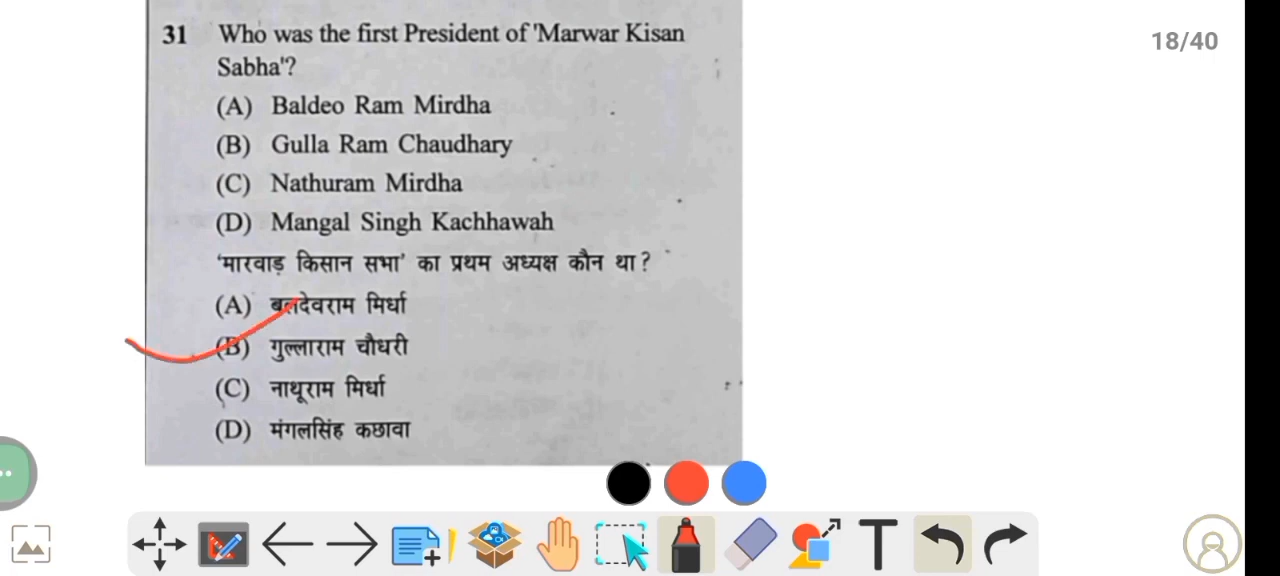 31 Who was the first President of 'Marwar Kisan
Sabha'?
(A) Baldeo Ram Mirdha
(B) Gulla Ram Chaudhary
(C) Nathuram Mirdha
(D) Mangal Singh Kachhawah
'मारवाड़ किसान सभा' का प्रथम अध्यक्ष कौन था?
(A) बलदेवराम मिर्धा
(B) गुल्लाराम चौधरी
(C) नाथूराम मिर्धा
(D) मंगलसिंह कछावा
18/40
T